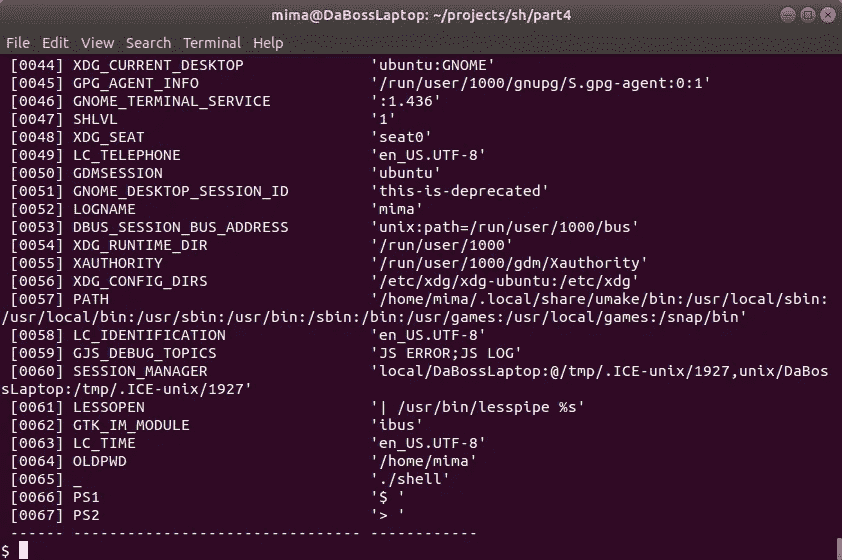 mima@DaBossLaptop: ~/projects/sh/part4
File Edit View Search Terminal Help
[0044] XDG_CURRENT_DESKTOP 'ubuntu:GNOME'
[0045] GPG_AGENT_INFO '/run/user/1000/gnupg/S.gpg-agent:0:1'
[0046] GNOME_TERMINAL_SERVICE ':1.436'
[0047] SHLVL '1'
[0048] XDG_SEAT 'seat0'
[0049] LC_TELEPHONE 'en_US.UTF-8'
[0050] GDMSESSION 'ubuntu'
[0051] GNOME_DESKTOP_SESSION_ID 'this-is-deprecated'
[0052] LOGNAME 'mima'
[0053] DBUS_SESSION_BUS_ADDRESS 'unix:path=/run/user/1000/bus'
[0054] XDG_RUNTIME_DIR '/run/user/1000'
[0055] XAUTHORITY '/run/user/1000/gdm/Xauthority'
[0056] XDG_CONFIG_DIRS '/etc/xdg/xdg-ubuntu:/etc/xdg'
[0057] PATH '/home/mima/.local/share/umake/bin:/usr/local/sbin:
/usr/local/bin:/usr/sbin:/usr/bin:/sbin:/bin:/usr/games:/usr/local/games:/snap/bin'
[0058] LC_IDENTIFICATION 'en_US.UTF-8'
[0059] GJS_DEBUG_TOPICS 'JS ERROR;JS LOG'
[0060] SESSION_MANAGER 'local/DaBossLaptop:@/tmp/.ICE-unix/1927,unix/DaBos
sLaptop:/tmp/.ICE-unix/1927'
[0061] LESSOPEN '| /usr/bin/lesspipe %s'
[0062] GTK_IM_MODULE 'ibus'
[0063] LC_TIME 'en_US.UTF-8'
[0064] OLDPWD '/home/mima'
[0065] _ './shell'
[0066] PS1 '$ '
[0067] PS2 '> '
------ -------------------------------- ------------
$